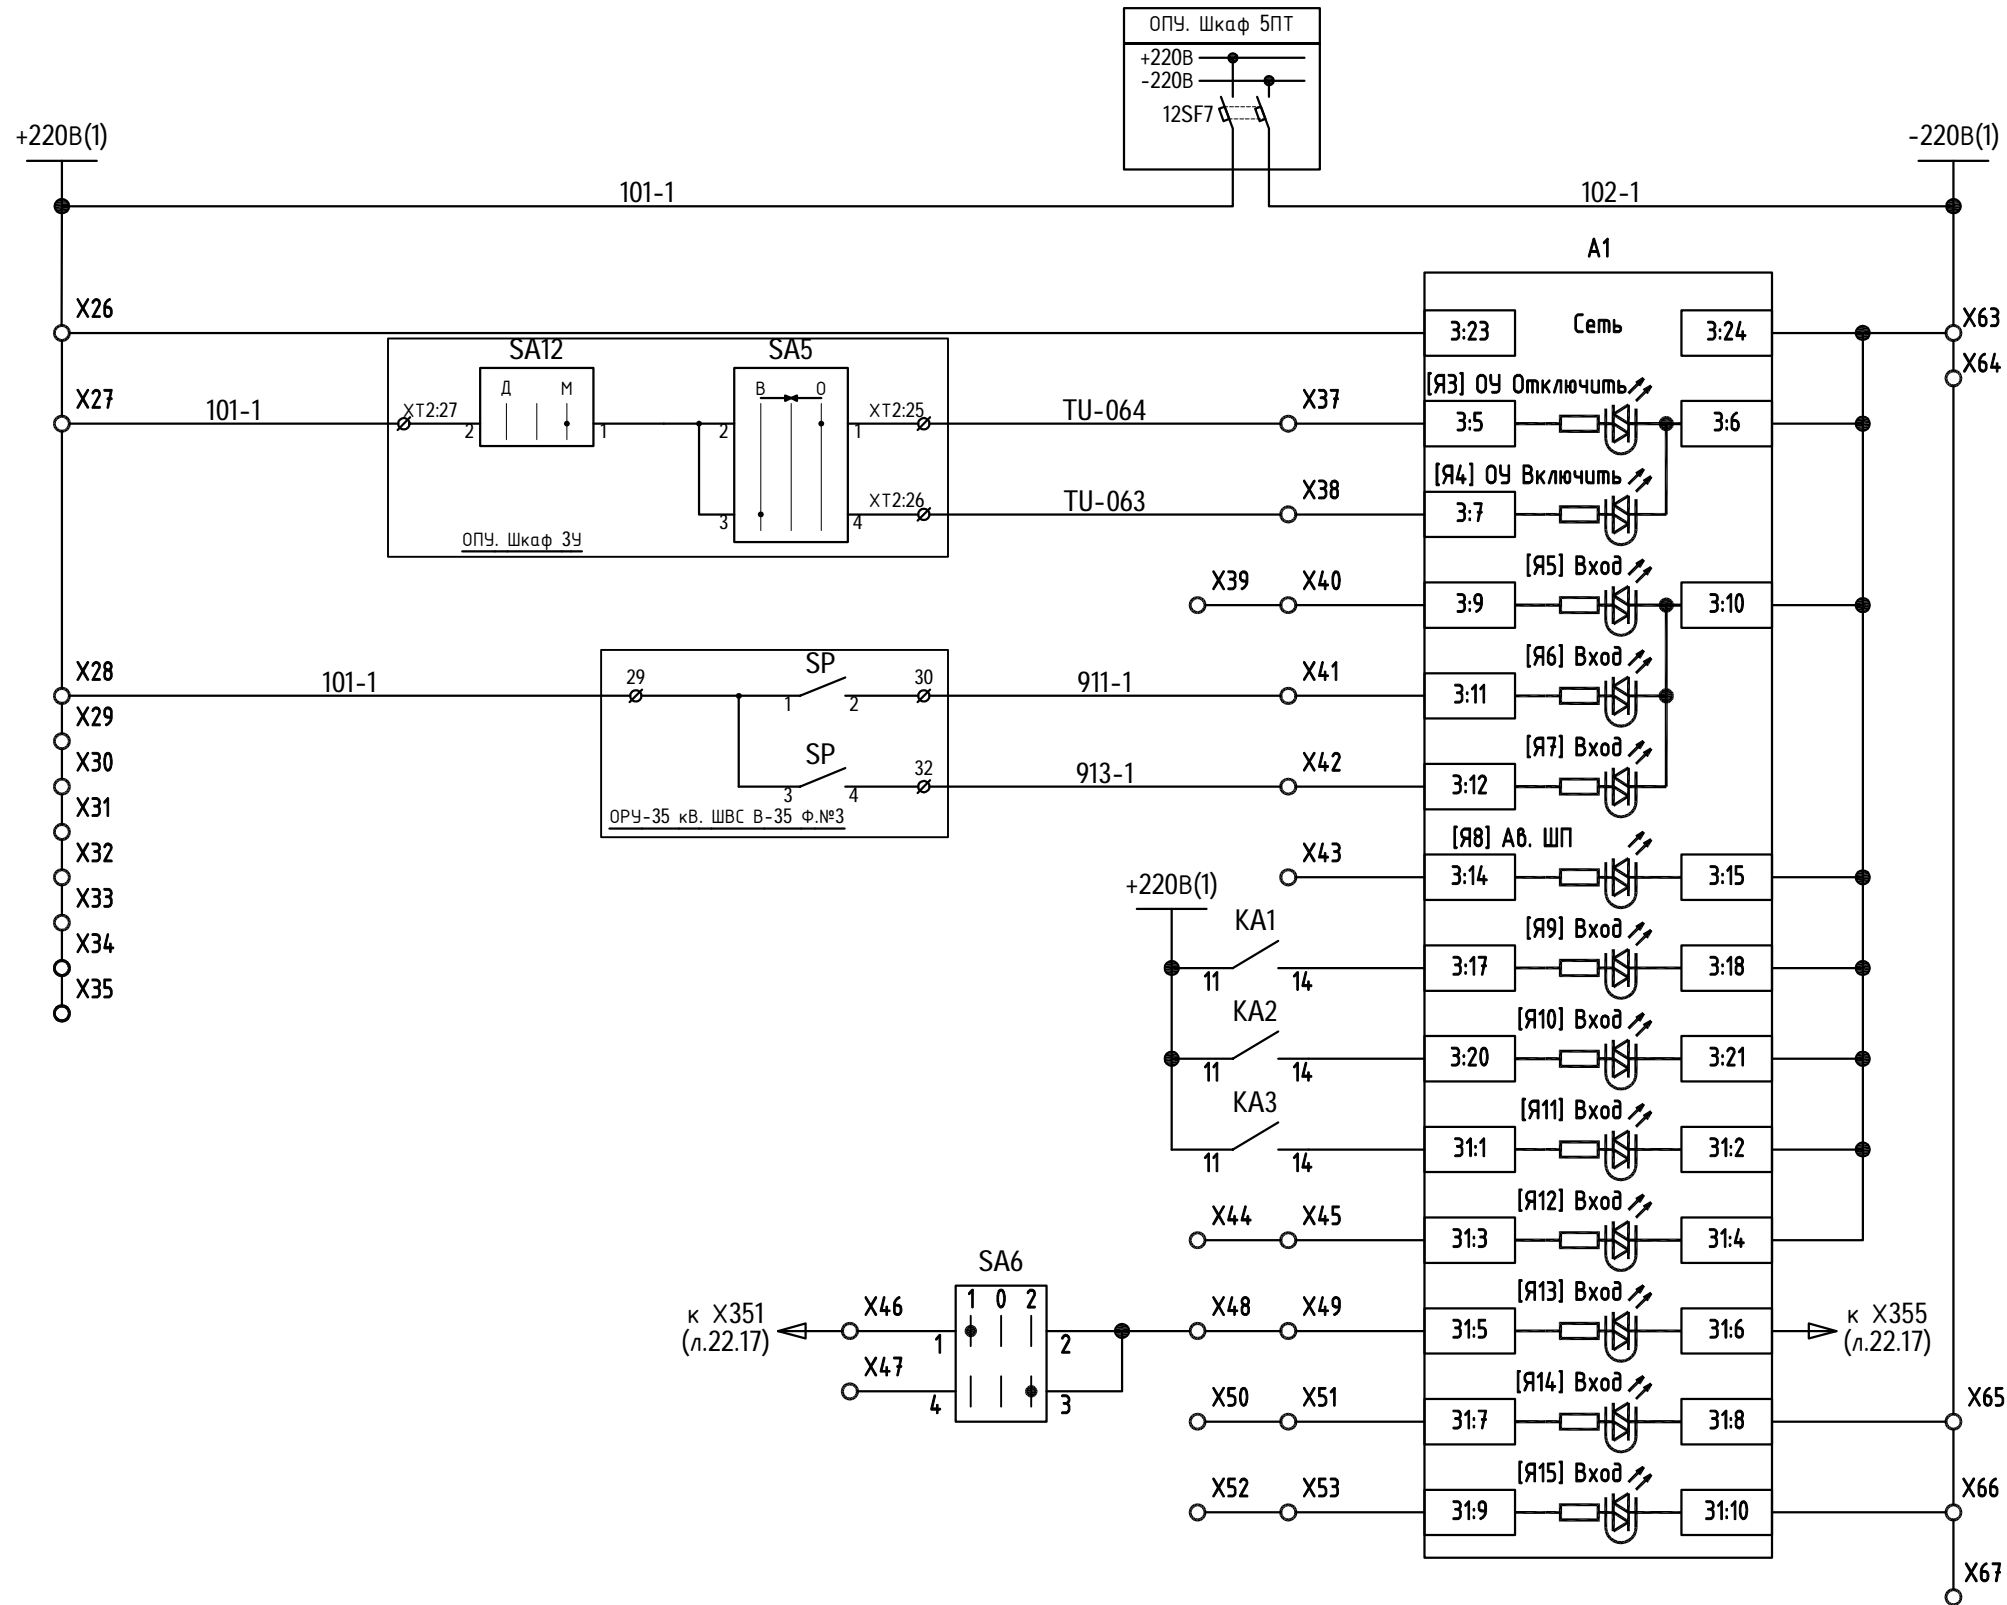 ОПУ. Шкаф 5ПТ
+220В
-220В
12SF7
+220В(1)
-220В(1)
101-1
102-1
А1
X26
3:23
Сеть
3:24
X63
X64
SA12
SA5
X27
101-1
XT2:27
2
Д
М
1
2
В
О
1
XT2:25
TU-064
X37
[Я3] ОУ Отключить
3:5
3:6
3
4
XT2:26
TU-063
X38
[Я4] ОУ Включить
3:7
ОПУ. Шкаф 3У
X39
X40
[Я5] Вход
3:9
3:10
X28
101-1
29
SP
1
2
30
911-1
X41
[Я6] Вход
3:11
X29
SP
3
4
32
913-1
X42
[Я7] Вход
3:12
X30
X31
ОРУ-35 кВ. ШВС В-35 Ф.№3
X32
X43
[Я8] Ав. ШП
3:14
3:15
X33
+220В(1)
X34
KA1
11
14
[Я9] Вход
3:17
3:18
X35
KA2
11
14
[Я10] Вход
3:20
3:21
KA3
11
14
[Я11] Вход
31:1
31:2
X44
X45
[Я12] Вход
31:3
31:4
SA6
к X351
(л.22.17)
X46
1
1
0
2
2
X48
X49
[Я13] Вход
31:5
31:6
к X355
(л.22.17)
X47
4
3
X50
X51
[Я14] Вход
31:7
31:8
X65
X52
X53
[Я15] Вход
31:9
31:10
X66
X67